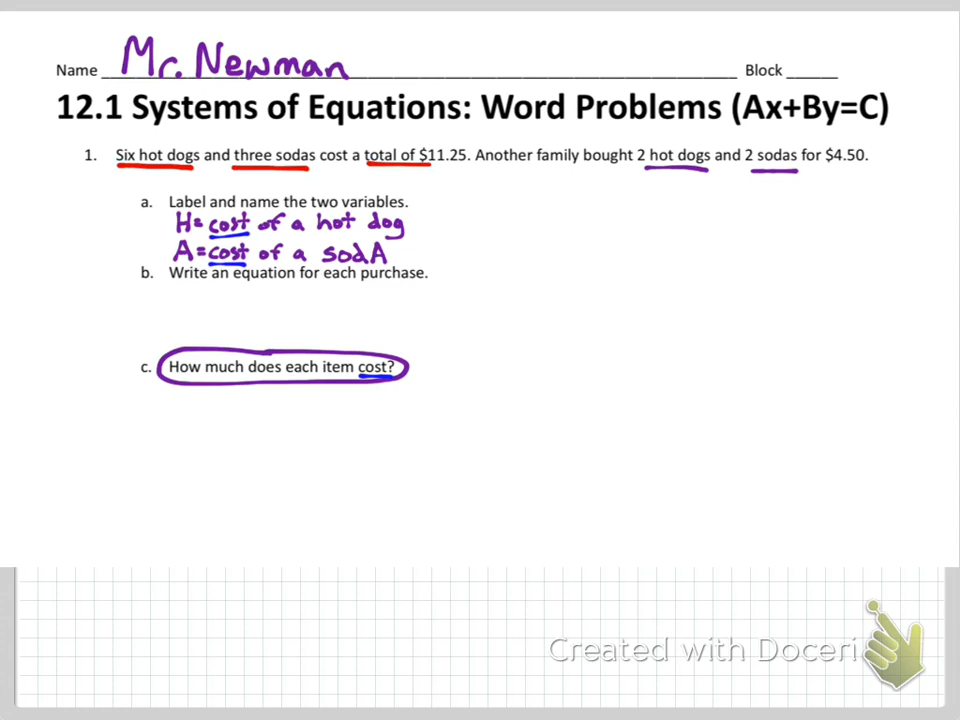 Name Mr. Newman Block
12.1 Systems of Equations: Word Problems (Ax+By=C)
1. Six hot dogs and three sodas cost a total of $11.25. Another family bought 2 hot dogs and 2 sodas for $4.50.
a. Label and name the two variables.
H=cost of a hot dog
A=cost of a sodA
b. Write an equation for each purchase.
c. How much does each item cost?
Created with Doceri